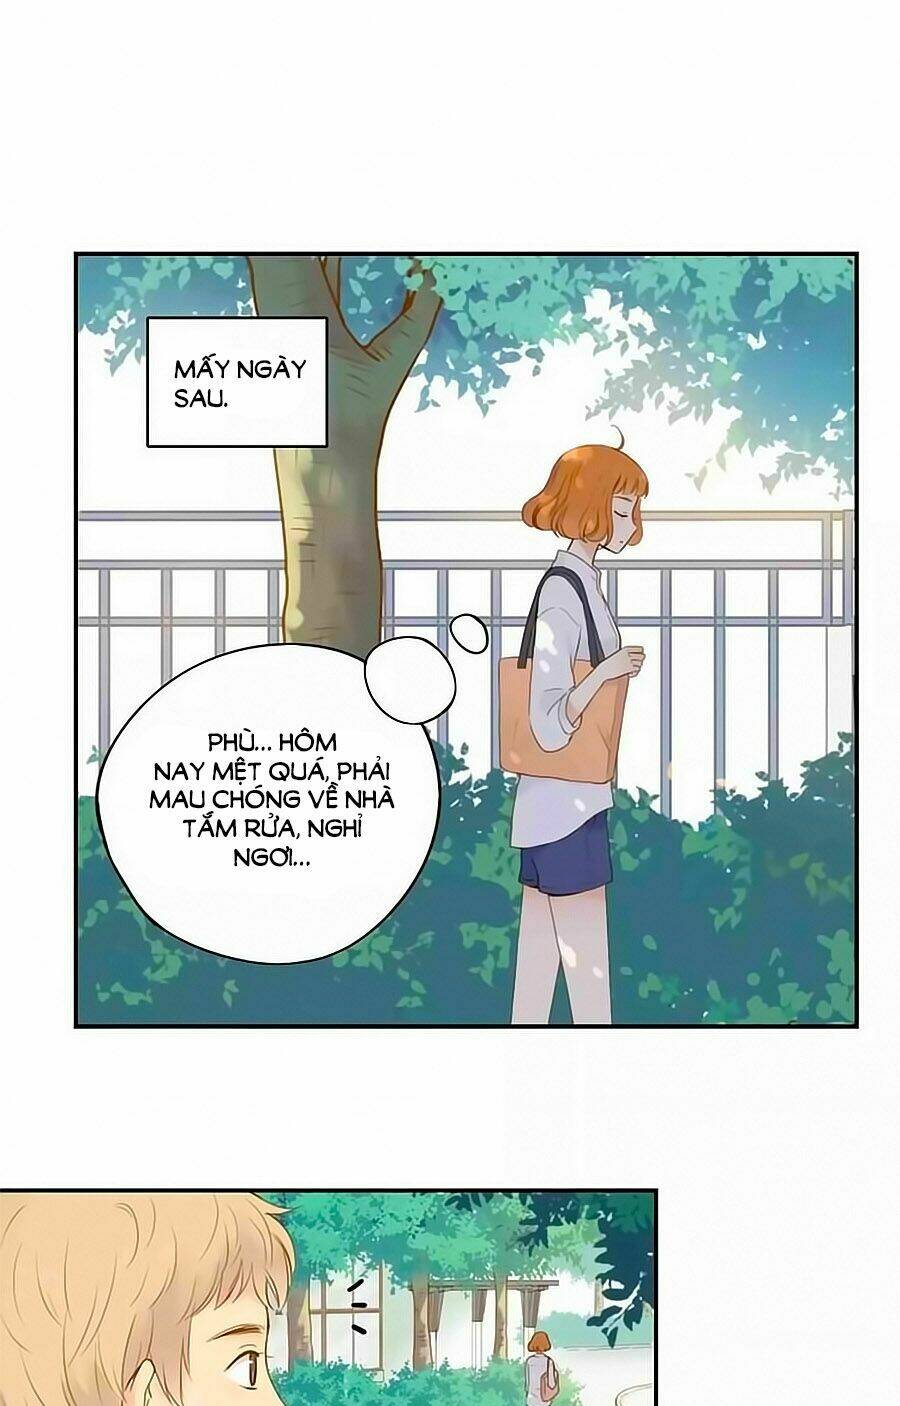 MẤY NGÀY
SAU.
PHÙ... HÔM
NAY MỆT QUÁ, PHẢI
MAU CHÓNG VỀ NHÀ
TẮM RỬA, NGHỈ
NGƠI...